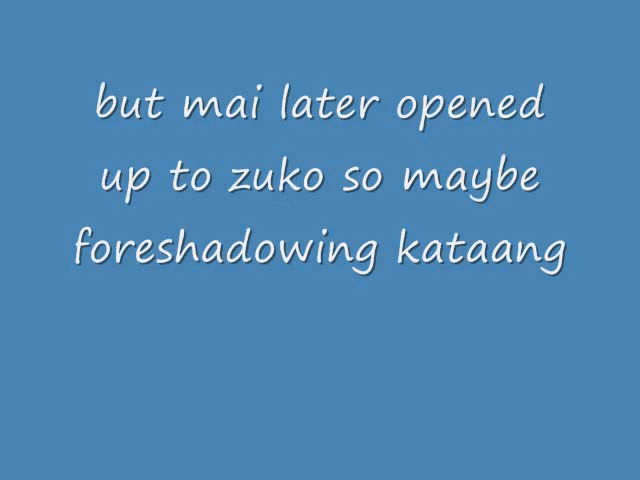 but mai later opened
up to zuko so maybe
foreshadowing kataang